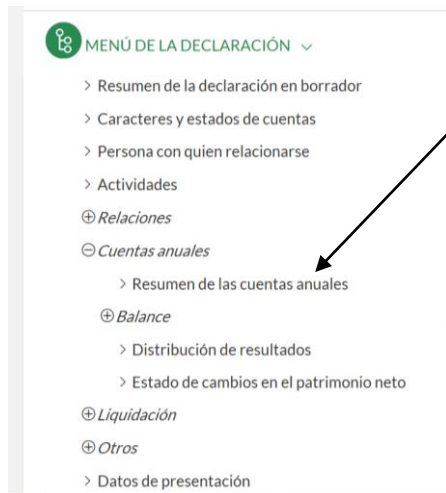 MENÚ DE LA DECLARACIÓN
Resumen de la declaración en borrador
Caracteres y estados de cuentas
Persona con quien relacionarse
Actividades
Relaciones
Cuentas anuales
Resumen de las cuentas anuales
Balance
Distribución de resultados
Estado de cambios en el patrimonio neto
Liquidación
Otros
Datos de presentación